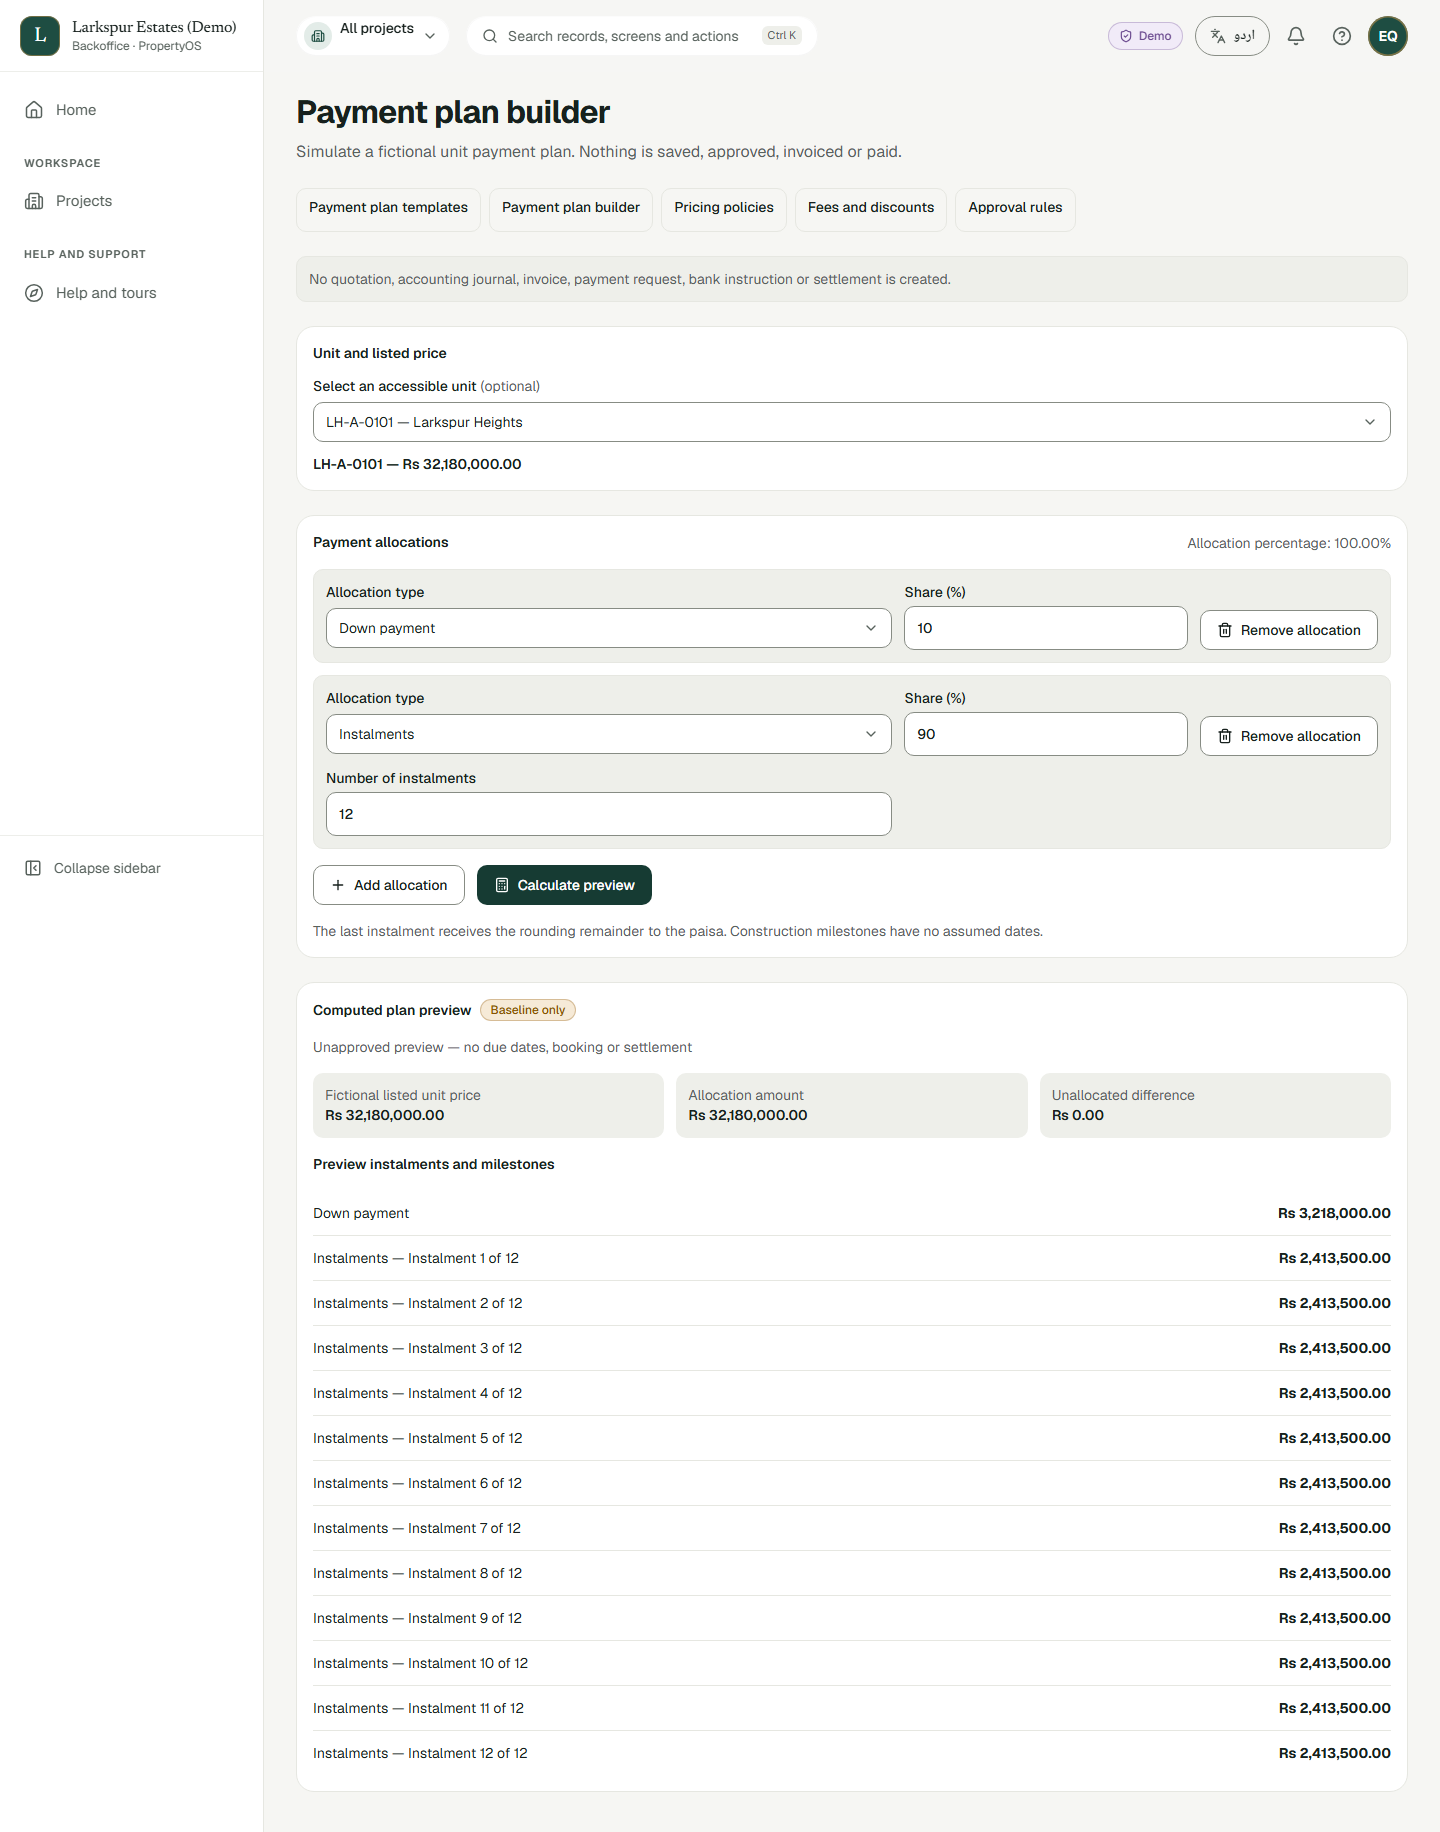 L
Larkspur Estates (Demo)
Backoffice · PropertyOS
Home
WORKSPACE
Projects
HELP AND SUPPORT
Help and tours
Collapse sidebar
All projects
Search records, screens and actions
Ctrl K
Demo
اردو
EQ
Payment plan builder
Simulate a fictional unit payment plan. Nothing is saved, approved, invoiced or paid.
Payment plan templates
Payment plan builder
Pricing policies
Fees and discounts
Approval rules
No quotation, accounting journal, invoice, payment request, bank instruction or settlement is created.
Unit and listed price
Select an accessible unit (optional)
LH-A-0101 — Larkspur Heights
LH-A-0101 — Rs 32,180,000.00
Payment allocations
Allocation percentage: 100.00%
Allocation type
Share (%)
Down payment
10
Remove allocation
Allocation type
Share (%)
Instalments
90
Remove allocation
Number of instalments
12
Add allocation
Calculate preview
The last instalment receives the rounding remainder to the paisa. Construction milestones have no assumed dates.
Computed plan preview
Baseline only
Unapproved preview — no due dates, booking or settlement
Fictional listed unit price
Rs 32,180,000.00
Allocation amount
Rs 32,180,000.00
Unallocated difference
Rs 0.00
Preview instalments and milestones
Down payment Rs 3,218,000.00
Instalments — Instalment 1 of 12 Rs 2,413,500.00
Instalments — Instalment 2 of 12 Rs 2,413,500.00
Instalments — Instalment 3 of 12 Rs 2,413,500.00
Instalments — Instalment 4 of 12 Rs 2,413,500.00
Instalments — Instalment 5 of 12 Rs 2,413,500.00
Instalments — Instalment 6 of 12 Rs 2,413,500.00
Instalments — Instalment 7 of 12 Rs 2,413,500.00
Instalments — Instalment 8 of 12 Rs 2,413,500.00
Instalments — Instalment 9 of 12 Rs 2,413,500.00
Instalments — Instalment 10 of 12 Rs 2,413,500.00
Instalments — Instalment 11 of 12 Rs 2,413,500.00
Instalments — Instalment 12 of 12 Rs 2,413,500.00